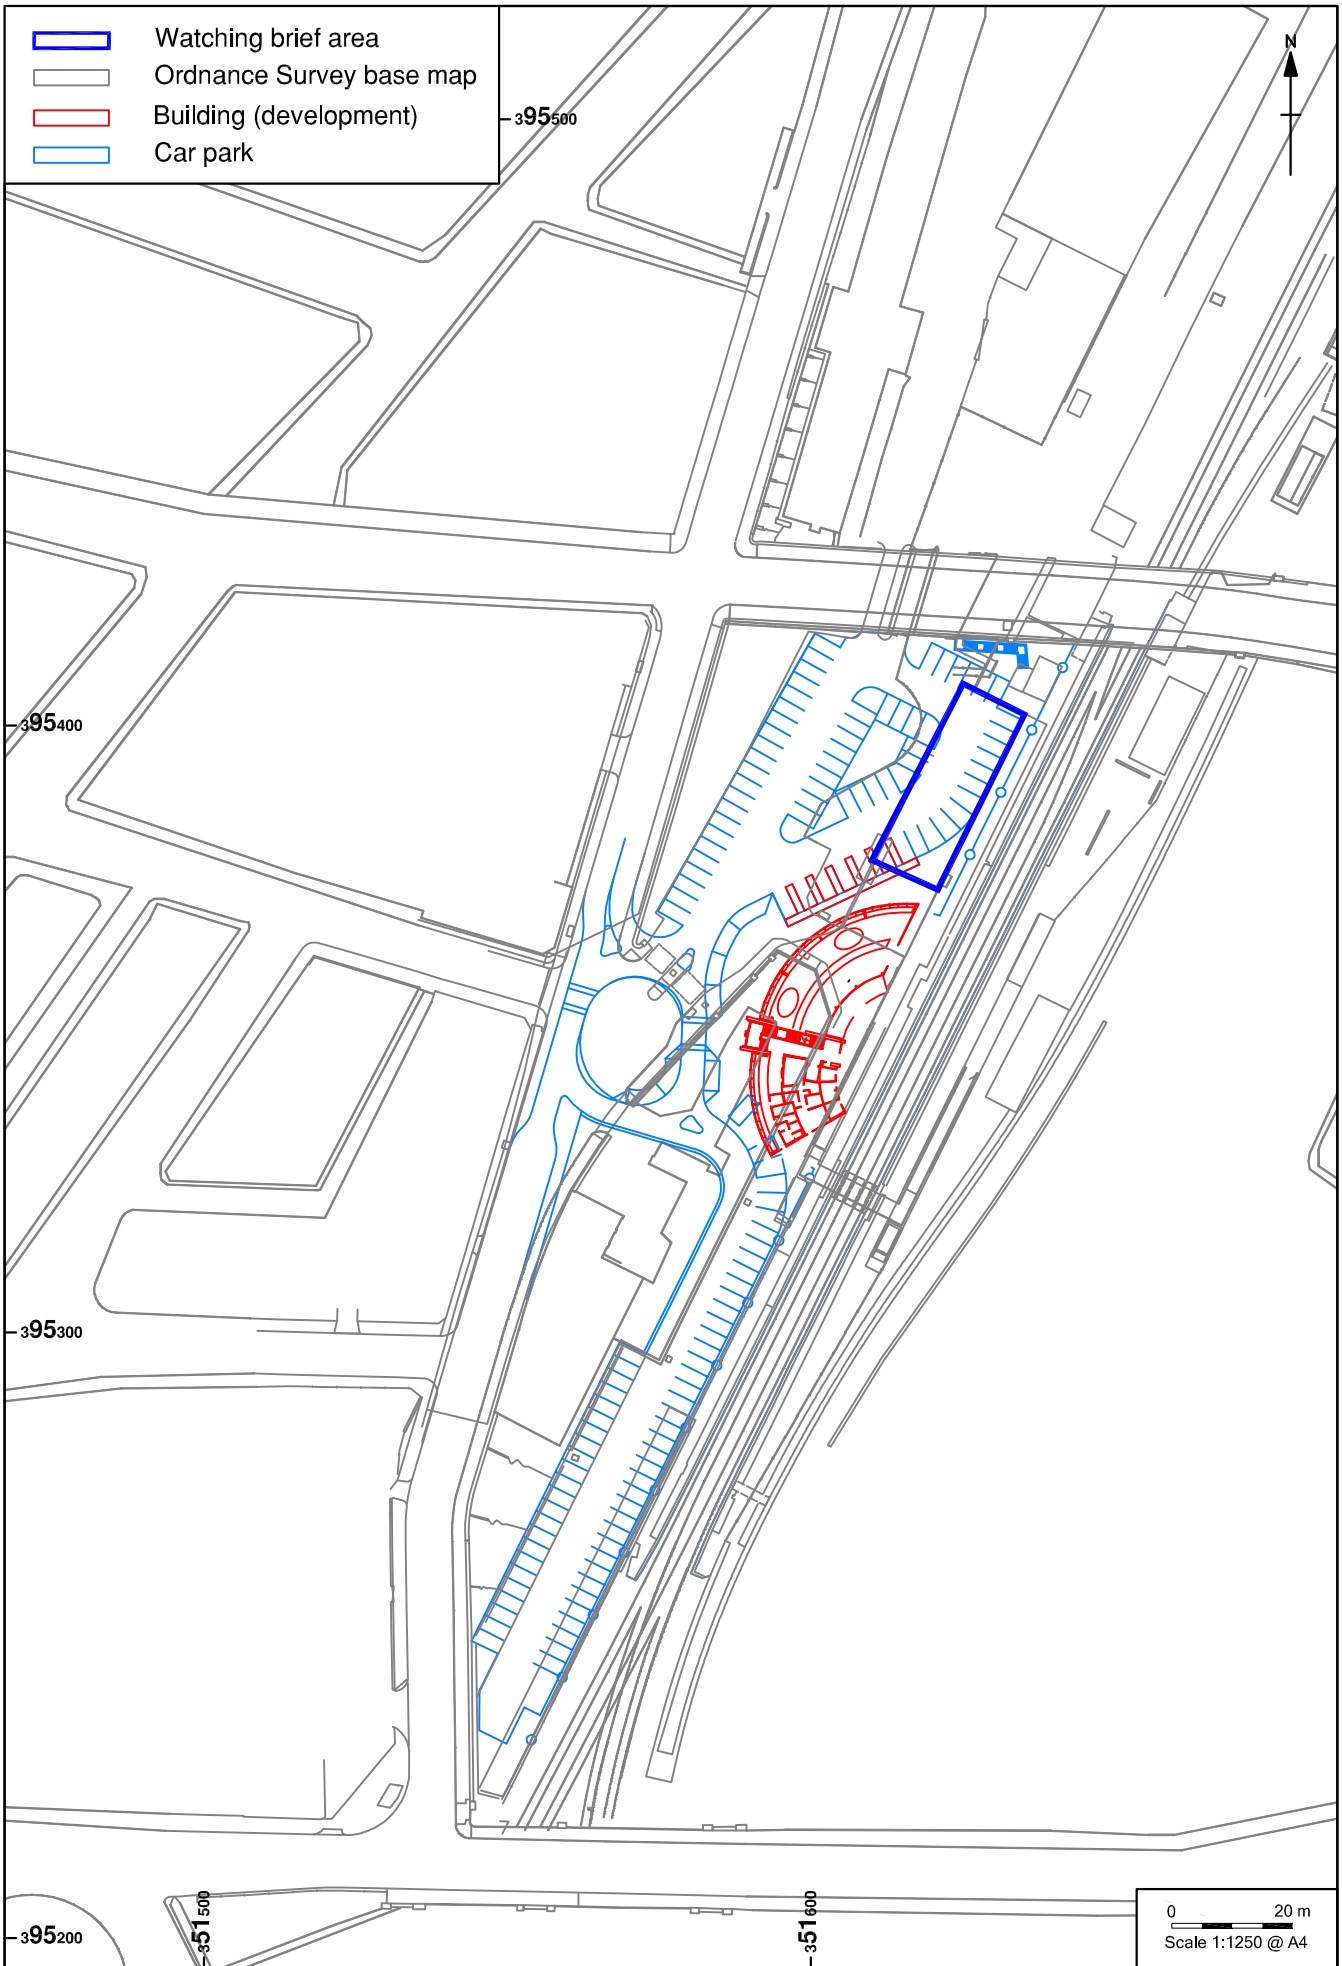 Watching brief area
Ordnance Survey base map
Building (development)
Car park
N
395500
395400
395300
395200
351500
351600
0 20 m
Scale 1:1250 @ A4